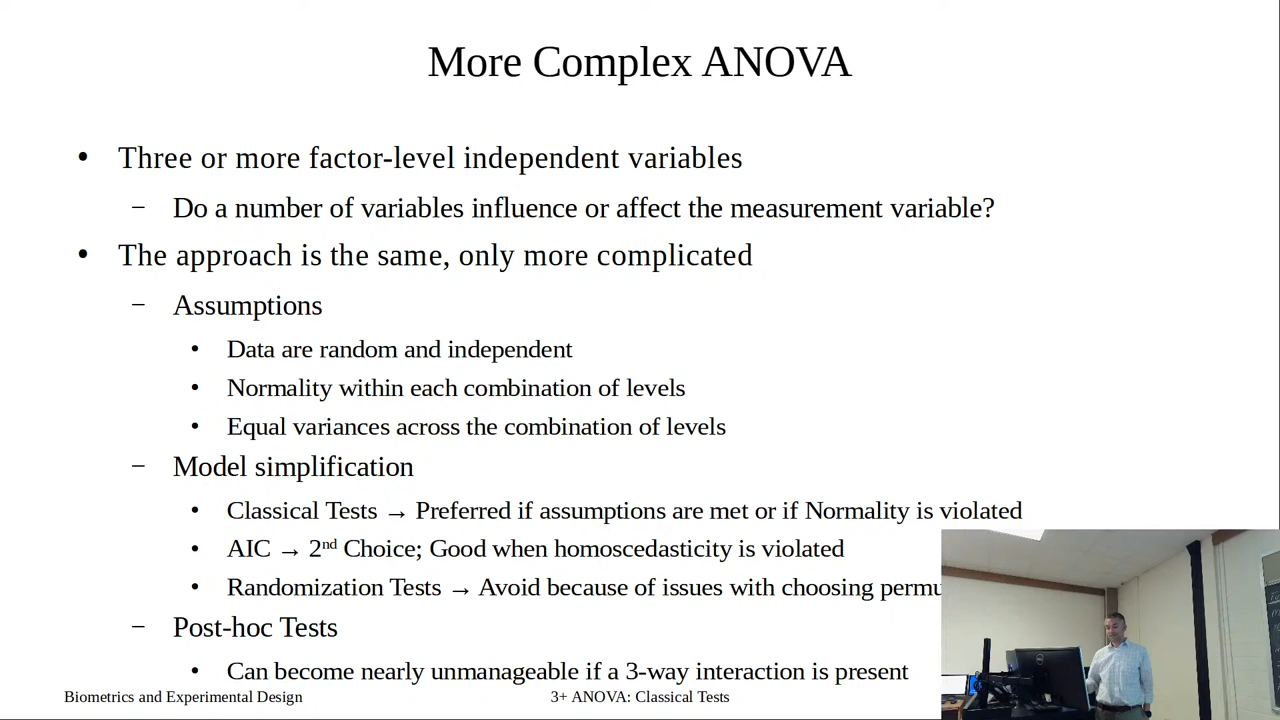 More Complex ANOVA
• Three or more factor-level independent variables
– Do a number of variables influence or affect the measurement variable?
• The approach is the same, only more complicated
– Assumptions
• Data are random and independent
• Normality within each combination of levels
• Equal variances across the combination of levels
– Model simplification
• Classical Tests → Preferred if assumptions are met or if Normality is violated
• AIC → 2nd Choice; Good when homoscedasticity is violated
• Randomization Tests → Avoid because of issues with choosing
– Post-hoc Tests
• Can become nearly unmanageable if a 3-way interaction is present
Biometrics and Experimental Design
3+ ANOVA: Classical Tests